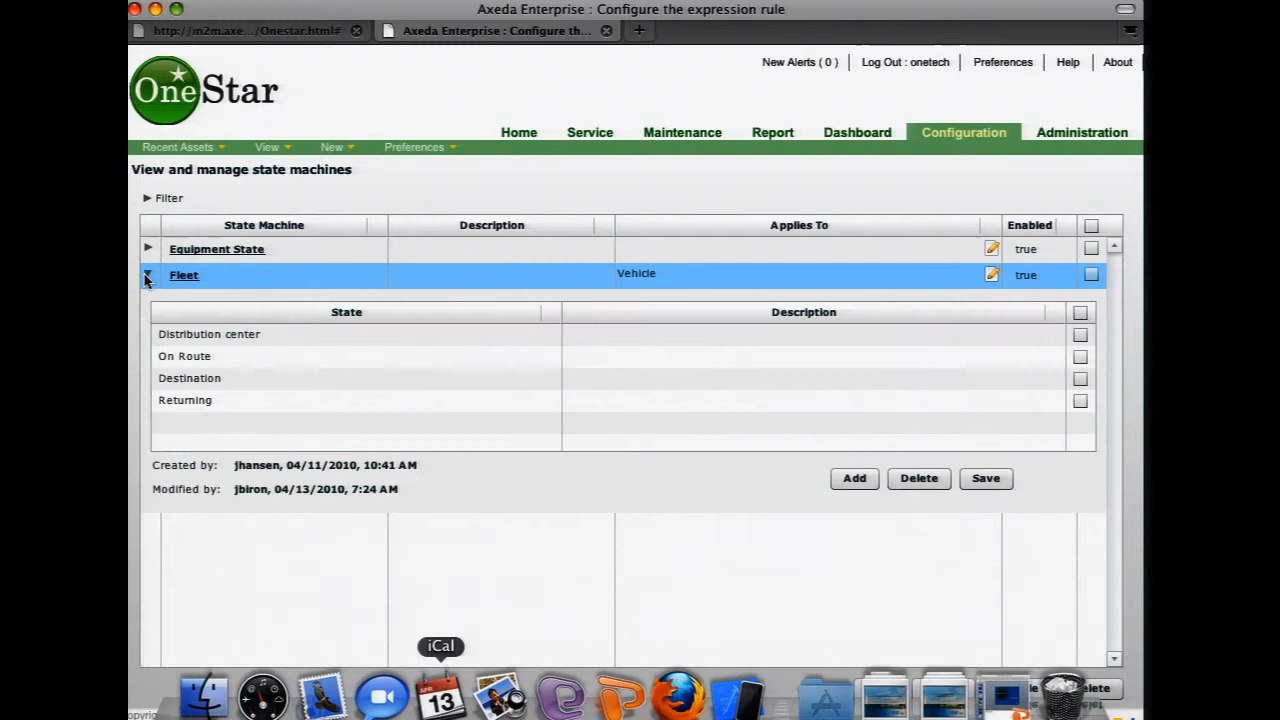 Axeda Enterprise : Configure the expression rule
http://m2m.axe.../Onestar.html#
Axeda Enterprise : Configure th...
New Alerts ( 0 ) Log Out : onetech Preferences Help About
OneStar
Home Service Maintenance Report Dashboard Configuration Administration
Recent Assets View New Preferences
View and manage state machines
Filter
State Machine Description Applies To Enabled
Equipment State true
Fleet Vehicle true
State Description
Distribution center
On Route
Destination
Returning
Created by: jhansen, 04/11/2010, 10:41 AM
Modified by: jbiron, 04/13/2010, 7:24 AM
Add Delete Save
iCal
APR
13